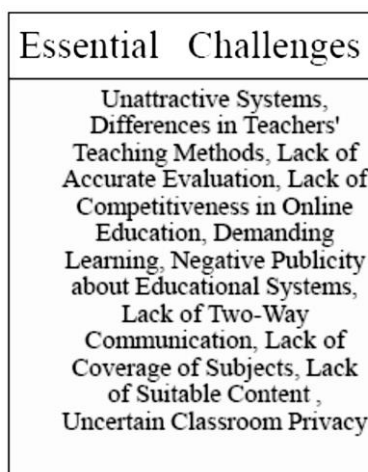 Essential Challenges
Unattractive Systems,
Differences in Teachers'
Teaching Methods, Lack of
Accurate Evaluation, Lack of
Competitiveness in Online
Education, Demanding
Learning, Negative Publicity
about Educational Systems,
Lack of Two-Way
Communication, Lack of
Coverage of Subjects, Lack
of Suitable Content ,
Uncertain Classroom Privacy